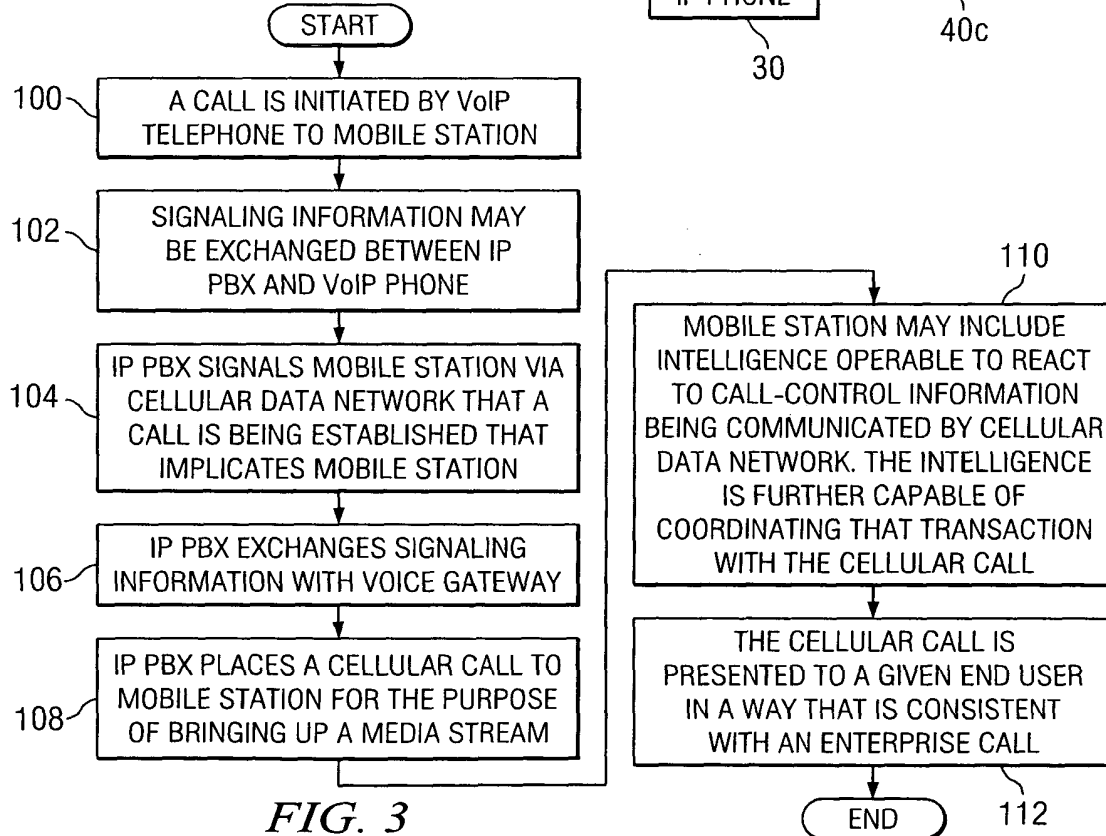 START
IP PHONE
30
40c
100
A CALL IS INITIATED BY VoIP
TELEPHONE TO MOBILE STATION
102
SIGNALING INFORMATION MAY
BE EXCHANGED BETWEEN IP
PBX AND VoIP PHONE
104
IP PBX SIGNALS MOBILE STATION VIA
CELLULAR DATA NETWORK THAT A
CALL IS BEING ESTABLISHED THAT
IMPLICATES MOBILE STATION
106
IP PBX EXCHANGES SIGNALING
INFORMATION WITH VOICE GATEWAY
108
IP PBX PLACES A CELLULAR CALL TO
MOBILE STATION FOR THE PURPOSE
OF BRINGING UP A MEDIA STREAM
110
MOBILE STATION MAY INCLUDE
INTELLIGENCE OPERABLE TO REACT
TO CALL-CONTROL INFORMATION
BEING COMMUNICATED BY CELLULAR
DATA NETWORK. THE INTELLIGENCE
IS FURTHER CAPABLE OF
COORDINATING THAT TRANSACTION
WITH THE CELLULAR CALL
THE CELLULAR CALL IS
PRESENTED TO A GIVEN END USER
IN A WAY THAT IS CONSISTENT
WITH AN ENTERPRISE CALL
112
END
FIG. 3